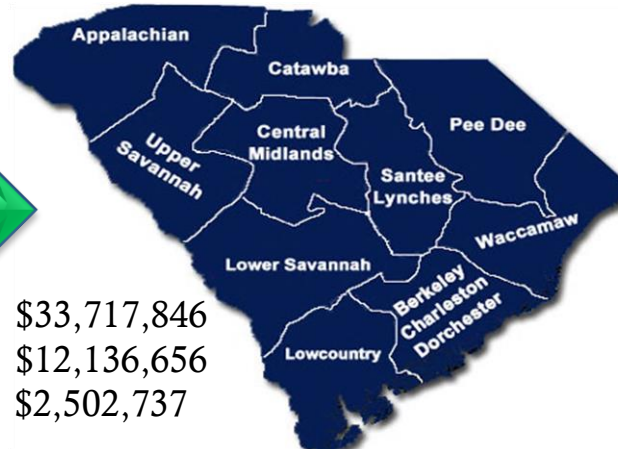 Appalachian
Catawba
Pee Dee
Central
Midlands
Upper
Savannah
Santee
Lynches
Waccamaw
Lower Savannah
Berkeley
Charleston
Dorchester
Lowcountry
$33,717,846
$12,136,656
$2,502,737